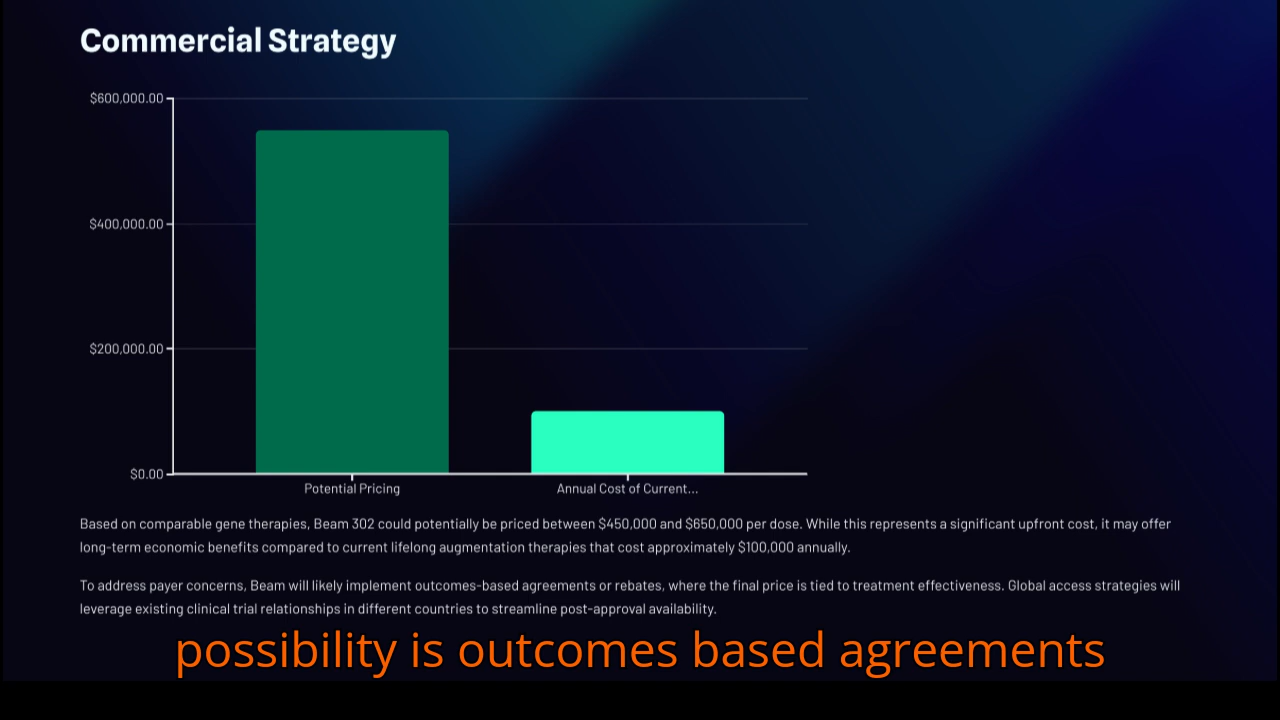 Commercial Strategy
$600,000.00
$400,000.00
$200,000.00
$0.00
Potential Pricing
Annual Cost of Current...
Based on comparable gene therapies, Beam 302 could potentially be priced between $450,000 and $650,000 per dose. While this represents a significant upfront cost, it may offer
long-term economic benefits compared to current lifelong augmentation therapies that cost approximately $100,000 annually.
To address payer concerns, Beam will likely implement outcomes-based agreements or rebates, where the final price is tied to treatment effectiveness. Global access strategies will
leverage existing clinical trial relationships in different countries to streamline post-approval availability.
possibility is outcomes based agreements